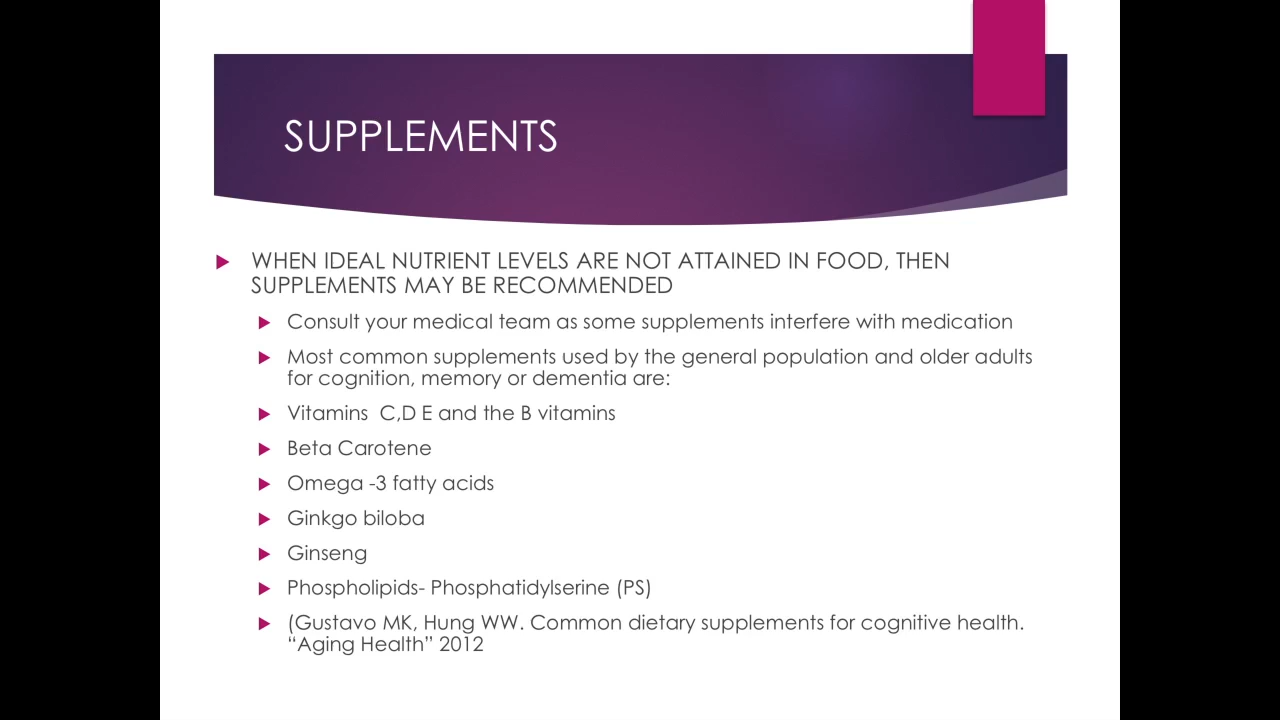 SUPPLEMENTS
WHEN IDEAL NUTRIENT LEVELS ARE NOT ATTAINED IN FOOD, THEN
SUPPLEMENTS MAY BE RECOMMENDED
Consult your medical team as some supplements interfere with medication
Most common supplements used by the general population and older adults
for cognition, memory or dementia are:
Vitamins  C,D E and the B vitamins
Beta Carotene
Omega -3 fatty acids
Ginkgo biloba
Ginseng
Phospholipids- Phosphatidylserine (PS)
(Gustavo MK, Hung WW. Common dietary supplements for cognitive health.
“Aging Health” 2012